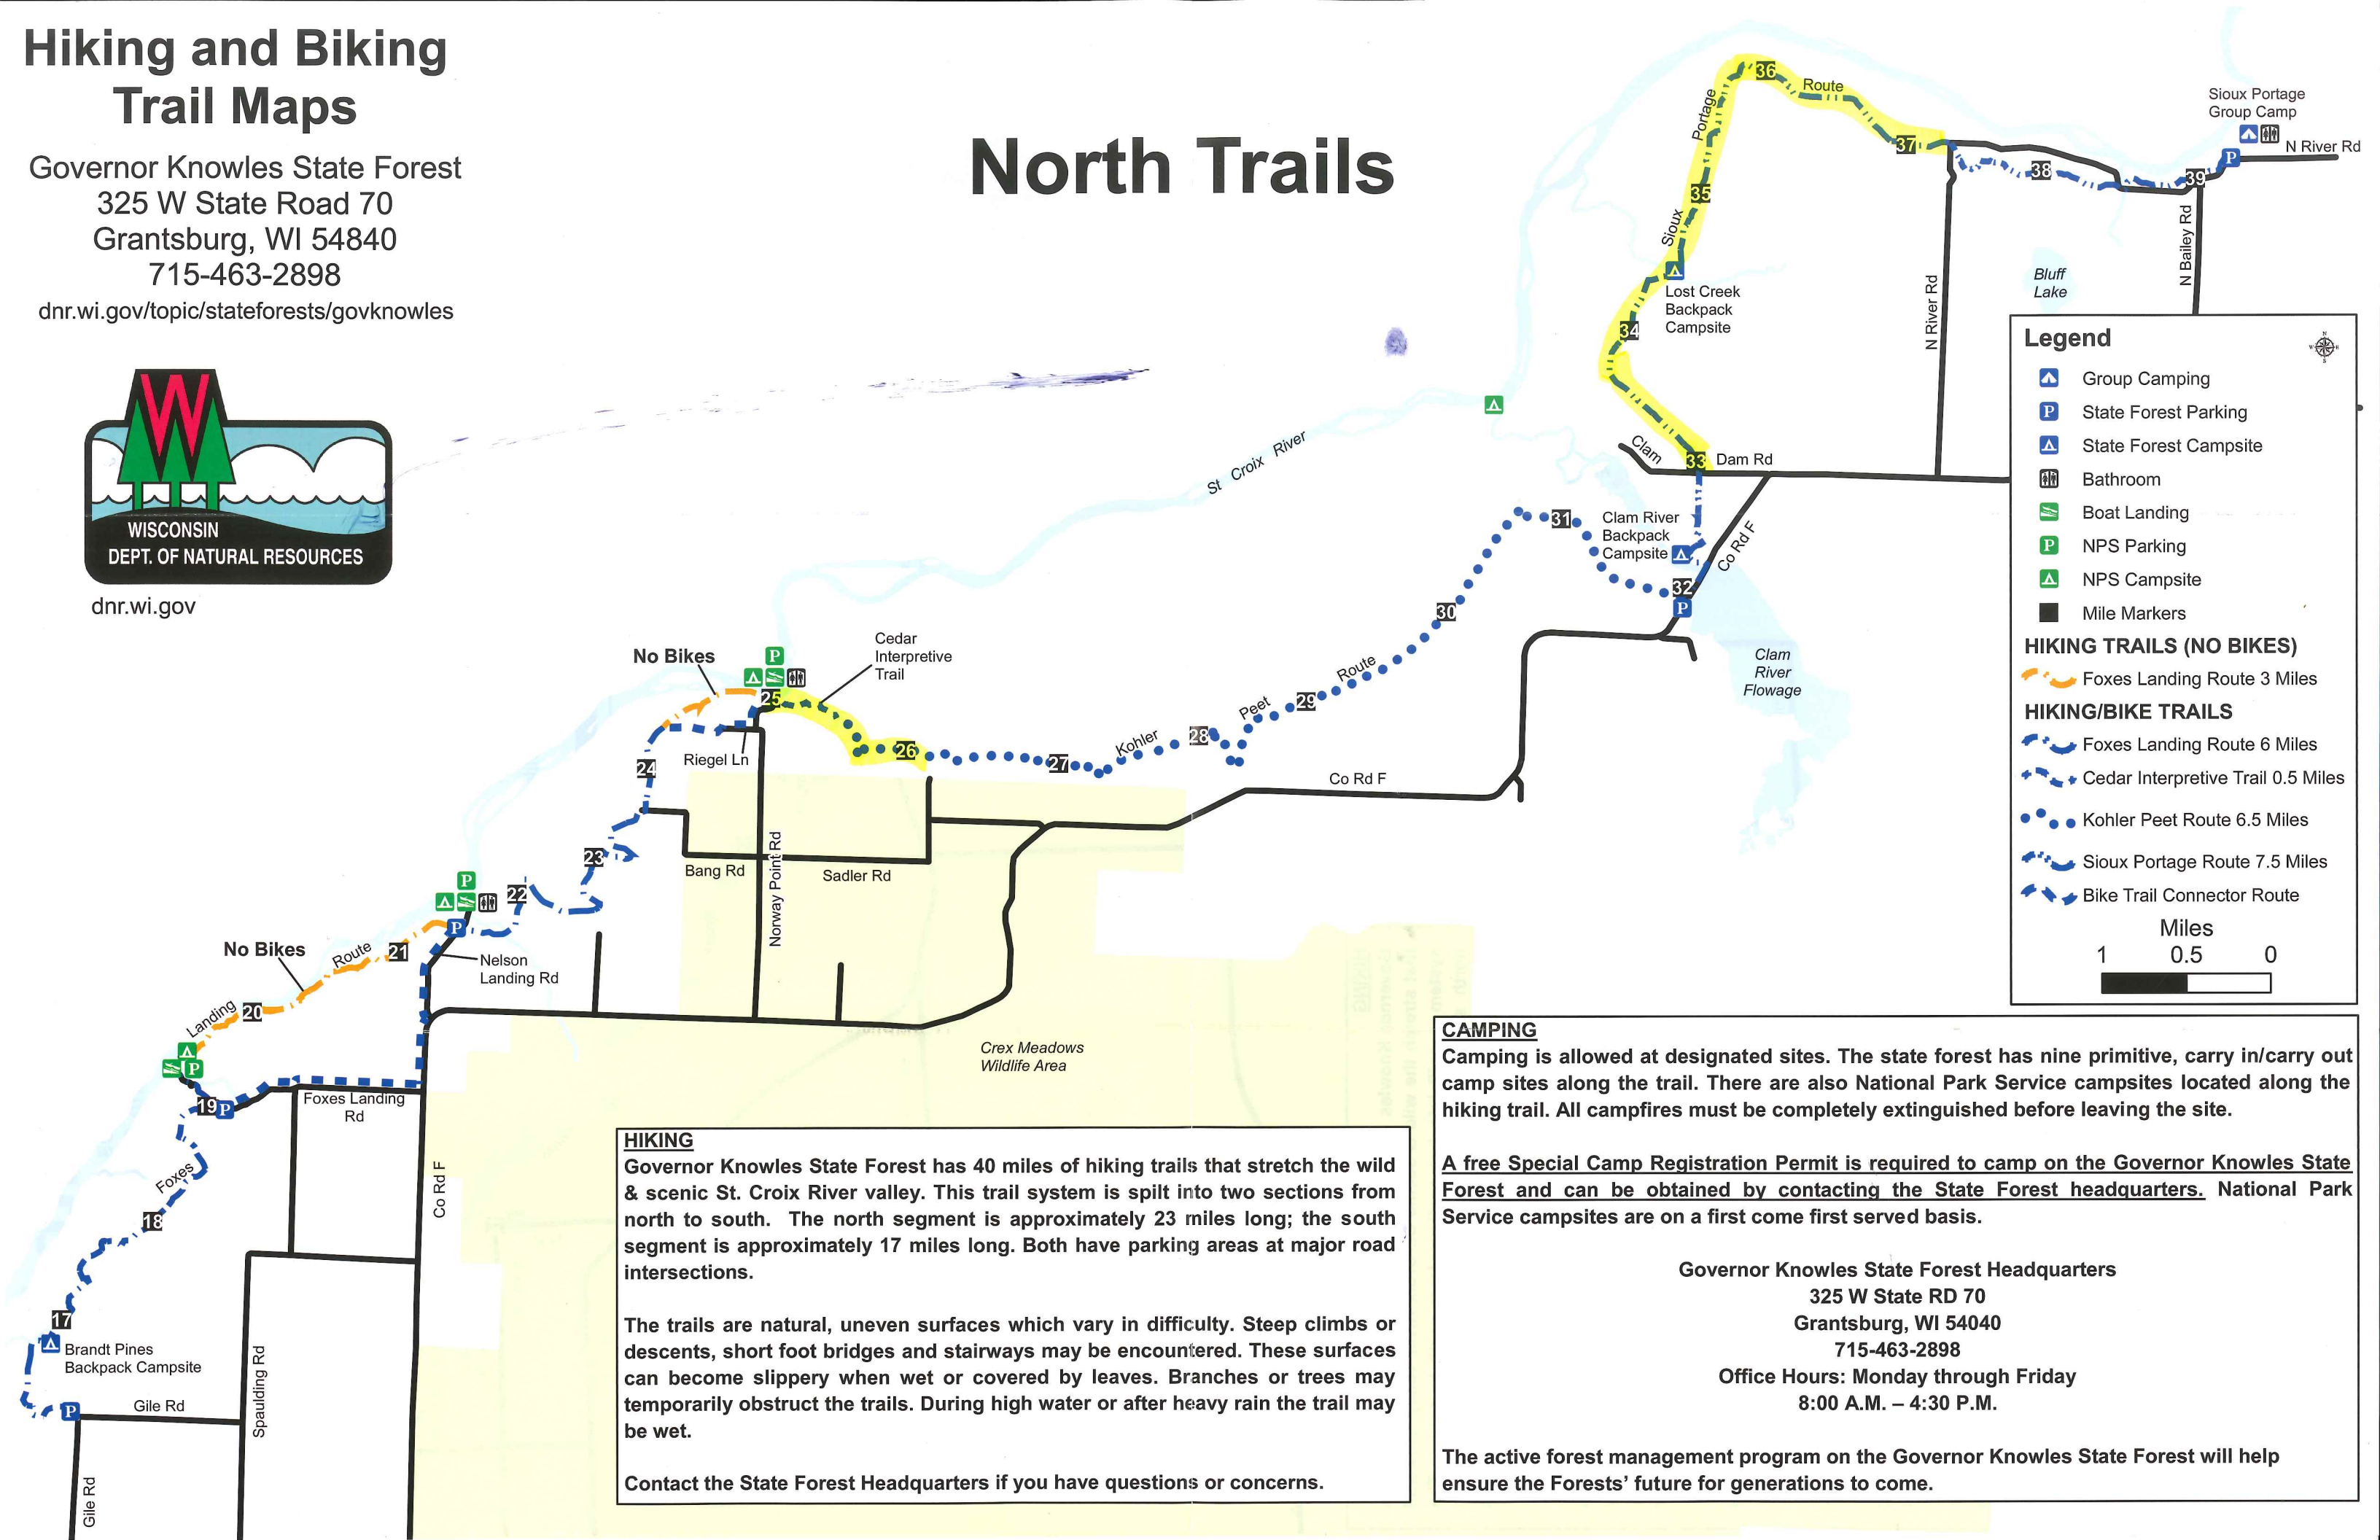 Hiking and Biking
Trail Maps
Governor Knowles State Forest
325 W State Road 70
Grantsburg, WI 54840
715-463-2898
dnr.wi.gov/topic/stateforests/govknowles
WISCONSIN
DEPT. OF NATURAL RESOURCES
dnr.wi.gov
North Trails
36
Route
Portage
37
38
39
Sioux Portage
Group Camp
P
N River Rd
35
Sioux
N Bailey Rd
N River Rd
Bluff
Lake
Lost Creek
Backpack
Campsite
34
St Croix River
Clam
33
Dam Rd
31
Clam River
Backpack
Campsite
Co Rd F
32
P
30
Clam
River
Flowage
Route
29
Peet
28
Kohler
27
Co Rd F
26
Cedar
Interpretive
Trail
No Bikes
P
25
Riegel Ln
24
Bang Rd
Norway Point Rd
Sadler Rd
23
22
P
P
No Bikes
Route
21
Nelson
Landing Rd
Landing
20
P
19
P
Foxes Landing
Rd
Crex Meadows
Wildlife Area
Foxes
18
Co Rd F
17
Brandt Pines
Backpack Campsite
P
Gile Rd
Spaulding Rd
Gile Rd
Legend
Group Camping
P State Forest Parking
State Forest Campsite
Bathroom
Boat Landing
P NPS Parking
NPS Campsite
Mile Markers
HIKING TRAILS (NO BIKES)
Foxes Landing Route 3 Miles
HIKING/BIKE TRAILS
Foxes Landing Route 6 Miles
Cedar Interpretive Trail 0.5 Miles
Kohler Peet Route 6.5 Miles
Sioux Portage Route 7.5 Miles
Bike Trail Connector Route
Miles
1 0.5 0
HIKING
Governor Knowles State Forest has 40 miles of hiking trails that stretch the wild
& scenic St. Croix River valley. This trail system is spilt into two sections from
north to south. The north segment is approximately 23 miles long; the south
segment is approximately 17 miles long. Both have parking areas at major road
intersections.
The trails are natural, uneven surfaces which vary in difficulty. Steep climbs or
descents, short foot bridges and stairways may be encountered. These surfaces
can become slippery when wet or covered by leaves. Branches or trees may
temporarily obstruct the trails. During high water or after heavy rain the trail may
be wet.
Contact the State Forest Headquarters if you have questions or concerns.
CAMPING
Camping is allowed at designated sites. The state forest has nine primitive, carry in/carry out
camp sites along the trail. There are also National Park Service campsites located along the
hiking trail. All campfires must be completely extinguished before leaving the site.
A free Special Camp Registration Permit is required to camp on the Governor Knowles State
Forest and can be obtained by contacting the State Forest headquarters. National Park
Service campsites are on a first come first served basis.
Governor Knowles State Forest Headquarters
325 W State RD 70
Grantsburg, WI 54040
715-463-2898
Office Hours: Monday through Friday
8:00 A.M. – 4:30 P.M.
The active forest management program on the Governor Knowles State Forest will help
ensure the Forests' future for generations to come.